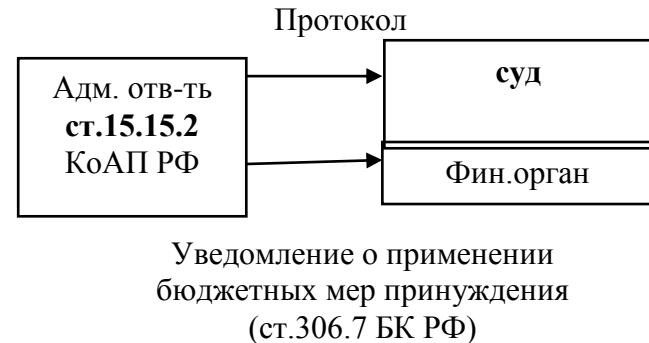 Протокол
Адм. отв-ть
ст.15.15.2
КоАП РФ
суд
Фин.орган
Уведомление о применении
бюджетных мер принуждения
(ст.306.7 БК РФ)